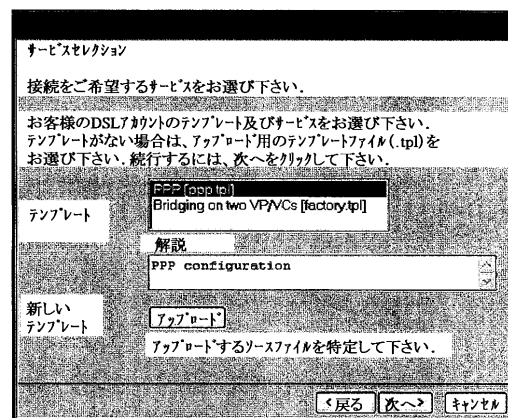 ｻｰﾋﾞｽｾﾚｸｼｮﾝ
接続をご希望するｻｰﾋﾞｽをお選び下さい.
お客様のDSLｱｶｳﾝﾄのﾃﾝﾌﾟﾚｰﾄ及びｻｰﾋﾞｽをお選び下さい.
ﾃﾝﾌﾟﾚｰﾄがない場合は、ｱｯﾌﾟﾛｰﾄﾞ用のﾃﾝﾌﾟﾚｰﾄﾌｧｲﾙ(.tpl)を
お選び下さい. 続行するには、次へをｸﾘｯｸして下さい.
PPP [ppp.tpl]
Bridging on two VP/VCs [factory.tpl]
ﾃﾝﾌﾟﾚｰﾄ
解説
PPP configuration
新しい
ﾃﾝﾌﾟﾚｰﾄ
ｱｯﾌﾟﾛｰﾄﾞ
ｱｯﾌﾟﾛｰﾄﾞするｿｰｽﾌｧｲﾙを特定して下さい.
<戻る 次へ> ｷｬﾝｾﾙ